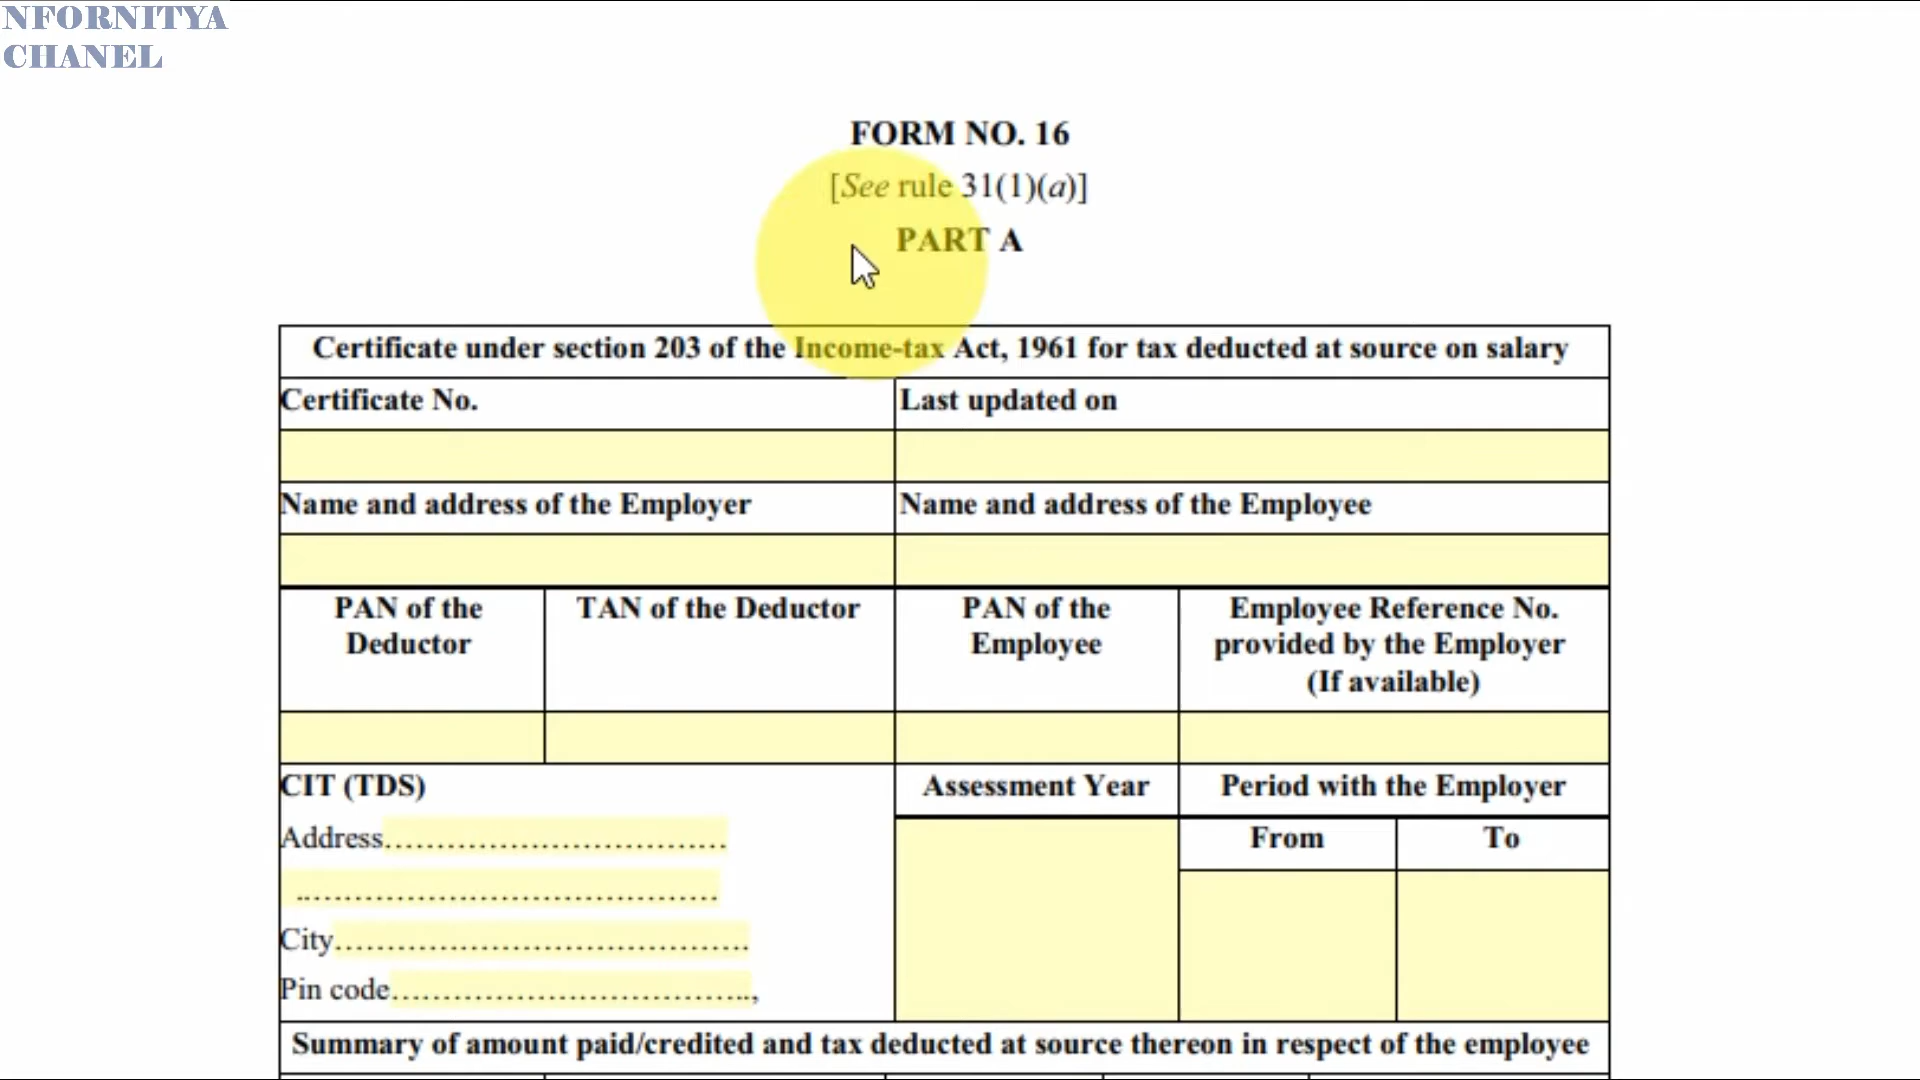 NFORNITYA
CHANEL
FORM NO. 16
[See rule 31(1)(a)]
PART A
Certificate under section 203 of the Income-tax Act, 1961 for tax deducted at source on salary
Certificate No.
Last updated on
Name and address of the Employer
Name and address of the Employee
PAN of the
Deductor
TAN of the Deductor
PAN of the
Employee
Employee Reference No.
provided by the Employer
(If available)
CIT (TDS)
Address.................................
..........................................
City........................................
Pin code...................................,
Assessment Year
Period with the Employer
From
To
Summary of amount paid/credited and tax deducted at source thereon in respect of the employee